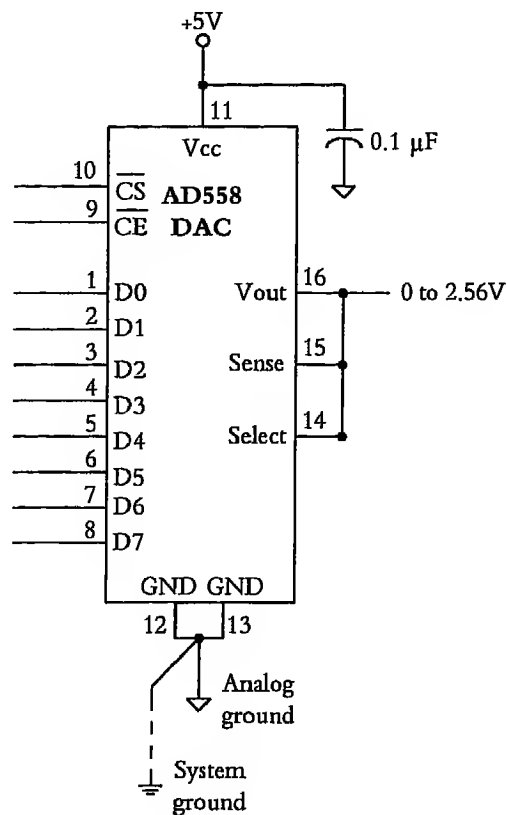 +5V
11
Vcc
0.1 µF
10
CS AD558
9
CE DAC
1
D0
Vout
16
0 to 2.56V
2
D1
3
D2
Sense
15
4
D3
5
D4
Select
14
6
D5
7
D6
8
D7
GND GND
12
13
Analog
ground
System
ground